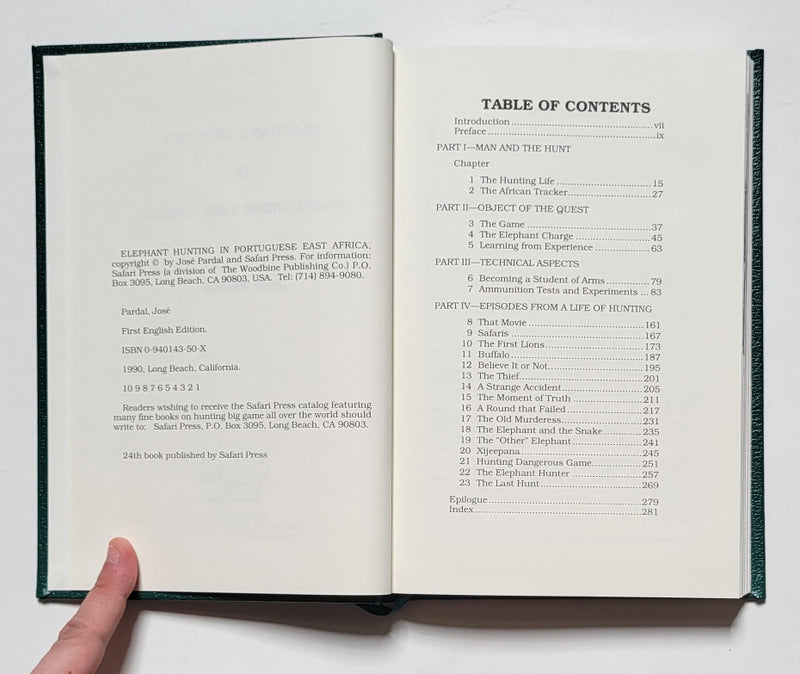 ELEPHANT HUNTING IN PORTUGUESE EAST AFRICA,
copyright © by José Pardal and Safari Press. For information:
Safari Press (a division of The Woodbine Publishing Co.) P.O.
Box 3095, Long Beach, CA 90803, USA. Tel: (714) 894-9080.
Pardal, José
First English Edition.
ISBN 0-940143-50-X
1990, Long Beach, California.
10 9 8 7 6 5 4 3 2 1
Readers wishing to receive the Safari Press catalog featuring
many fine books on hunting big game all over the world should
write to: Safari Press, P.O. Box 3095, Long Beach, CA 90803.
24th book published by Safari Press
TABLE OF CONTENTS
Introduction ........ vii
Preface ........ ix
PART I—MAN AND THE HUNT
Chapter
1 The Hunting Life ........ 15
2 The African Tracker ........ 27
PART II—OBJECT OF THE QUEST
3 The Game ........ 37
4 The Elephant Charge ........ 45
5 Learning from Experience ........ 63
PART III—TECHNICAL ASPECTS
6 Becoming a Student of Arms ........ 79
7 Ammunition Tests and Experiments ... 83
PART IV—EPISODES FROM A LIFE OF HUNTING
8 That Movie ........ 161
9 Safaris ........ 167
10 The First Lions ........ 173
11 Buffalo ........ 187
12 Believe It or Not ........ 195
13 The Thief ........ 201
14 A Strange Accident ........ 205
15 The Moment of Truth ........ 211
16 A Round that Failed ........ 217
17 The Old Murderess ........ 231
18 The Elephant and the Snake ........ 235
19 The "Other" Elephant ........ 241
20 Xijeepana ........ 245
21 Hunting Dangerous Game ........ 251
22 The Elephant Hunter ........ 257
23 The Last Hunt ........ 269
Epilogue ........ 279
Index ........ 281